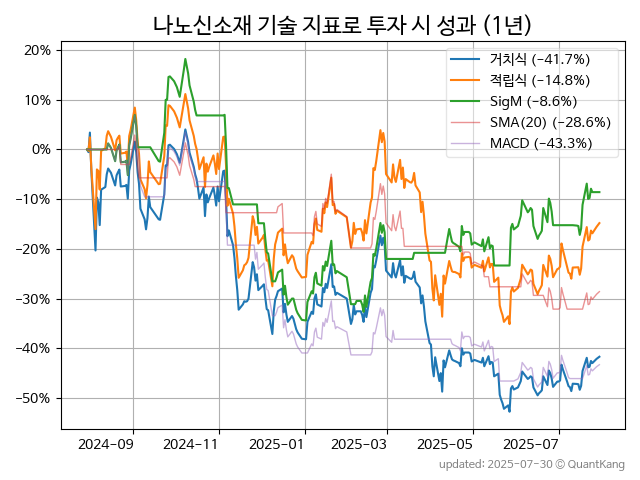 나노신소재 기술 지표로 투자 시 성과 (1년)
거치식 (−41.7%)
적립식 (−14.8%)
SigM (−8.6%)
SMA(20) (−28.6%)
MACD (−43.3%)
20%
10%
0%
−10%
−20%
−30%
−40%
−50%
2024-09
2024-11
2025-01
2025-03
2025-05
2025-07
updated: 2025-07-30 © QuantKang